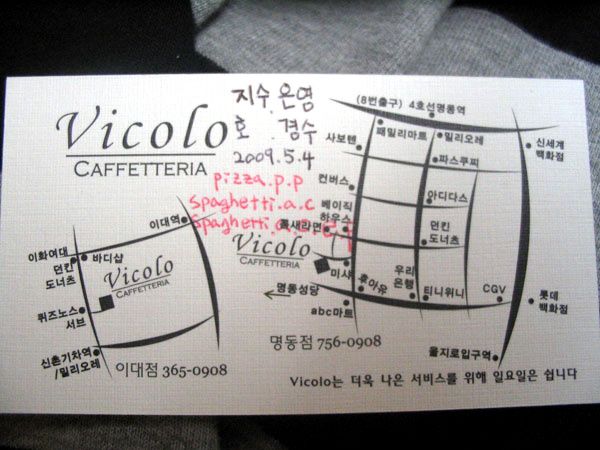 Vicolo
CAFFETTERIA
지수.온영
호.경수
2009.5.4
pizza.p.p
spaghetti.a.c
spaghetti.a.
(8번출구) 4호선명동역
사보텐
패밀리마트
밀리오레
신세계
백화점
파스쿠찌
컨버스
아디다스
베이직
하우스
틈새라면
던킨
도너츠
Vicolo
CAFFETTERIA
마샤
명동성당
abc마트
우리
은행
티니위니
CGV
롯데
백화점
을지로입구역
명동점 756-0908
이대역
이화여대
던킨
도너츠
바디샵
Vicolo
CAFFETTERIA
퀴즈노스
서브
신촌기차역
/밀리오레
이대점 365-0908
Vicolo는 더욱 나은 서비스를 위해 일요일은 쉽니다